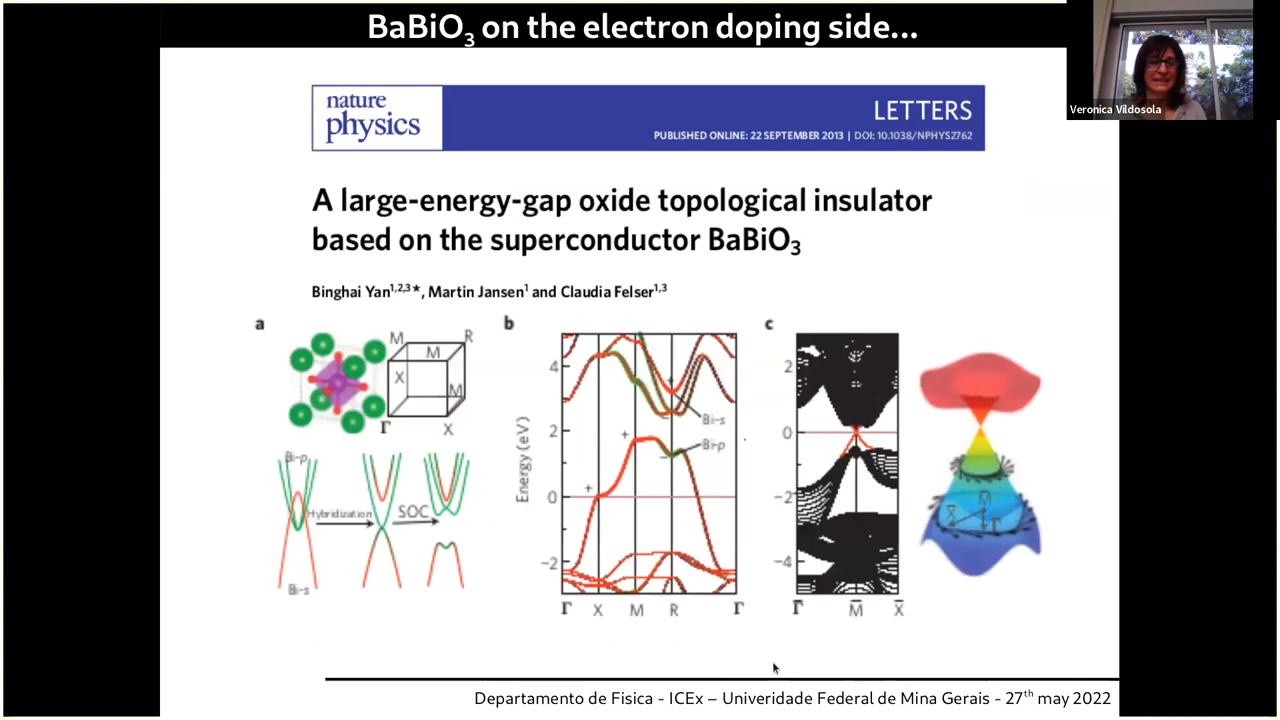 BaBiO₃ on the electron doping side...
Veronica Vildosola
nature
physics
LETTERS
PUBLISHED ONLINE: 22 SEPTEMBER 2013 | DOI: 10.1038/NPHYS2762
A large-energy-gap oxide topological insulator
based on the superconductor BaBiO₃
Binghai Yan¹,²,³★, Martin Jansen¹ and Claudia Felser¹,³
a
M
R
M
X
M
Γ
X
Bi-p
Hybridization
SOC
Bi-s
b
Energy (eV)
4
2
0
−2
+
+
+
−
−
Bi-s
Bi-p
Γ X M R Γ
c
2
0
−2
−4
Γ̅ M̅ X̅
M̅
X̅
Γ̅
Departamento de Fisica - ICEx – Univeridade Federal de Mina Gerais - 27th may 2022